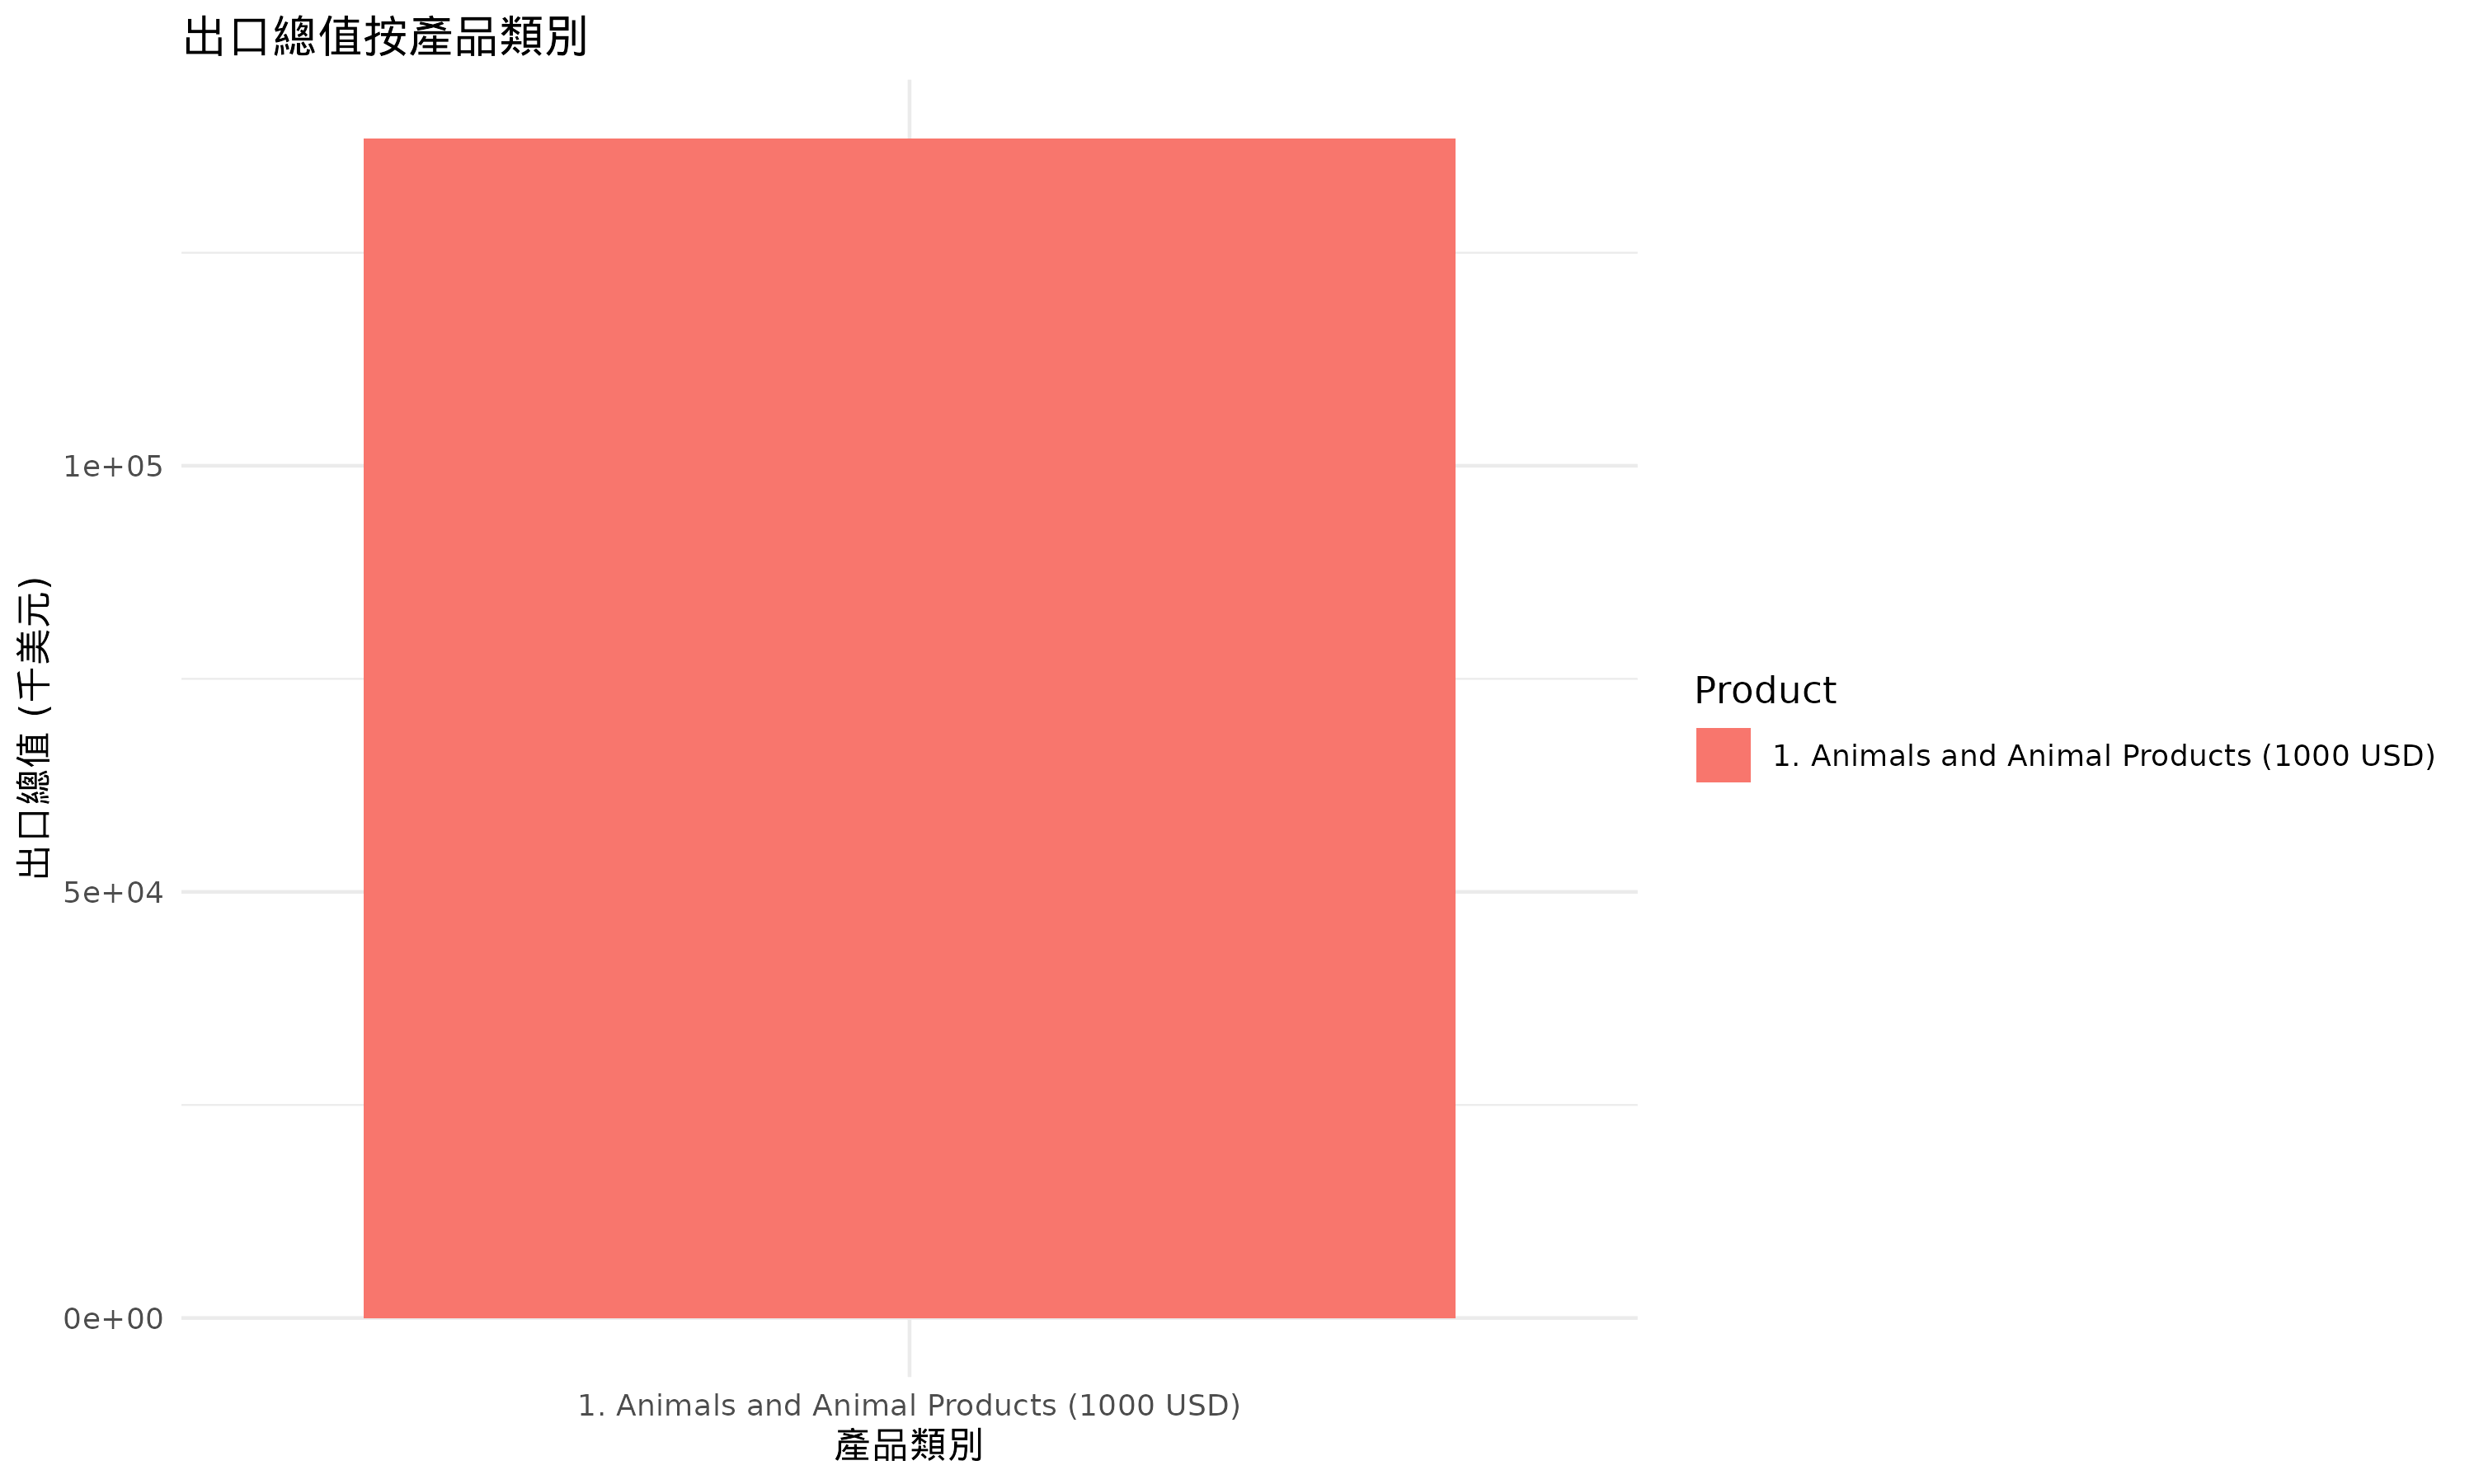 出口總值按產品類別
出口總值 (千美元)
1e+05
5e+04
0e+00
1. Animals and Animal Products (1000 USD)
產品類別
Product
1. Animals and Animal Products (1000 USD)